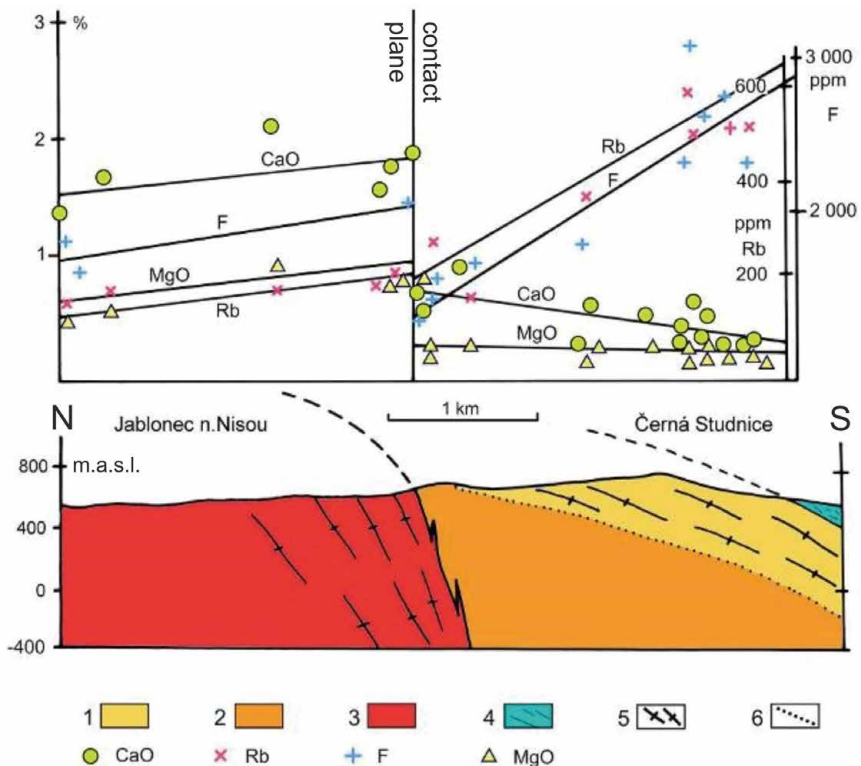 3 %
2
1
CaO
F
MgO
Rb
contact
plane
Rb
F
CaO
MgO
600
400
ppm
Rb
200
3 000
ppm
F
2 000
N
Jablonec n.Nisou
1 km
Černá Studnice
S
800 m.a.s.l.
400
0
-400
1 2 3 4 5 6
CaO Rb F MgO